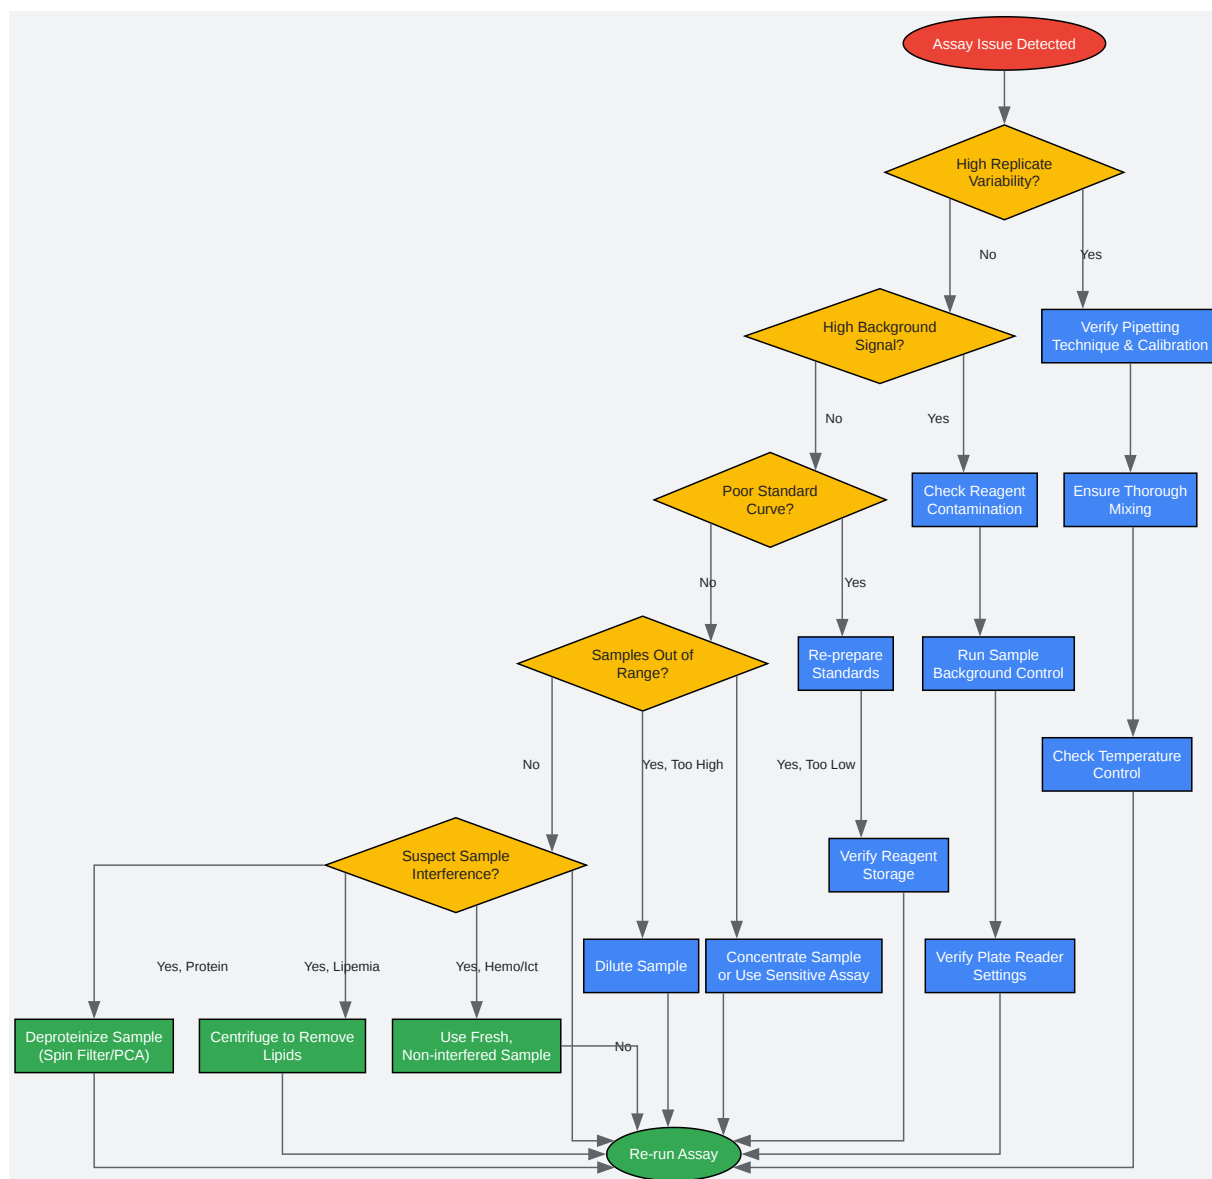 Assay Issue Detected
High Replicate
Variability?
No
Yes
High Background
Signal?
Verify Pipetting
Technique & Calibration
No
Yes
Poor Standard
Curve?
Check Reagent
Contamination
Ensure Thorough
Mixing
No
Yes
Samples Out of
Range?
Re-prepare
Standards
Run Sample
Background Control
No
Yes, Too High
Yes, Too Low
Check Temperature
Control
Suspect Sample
Interference?
Verify Reagent
Storage
Yes, Protein
Yes, Lipemia
Yes, Hemo/Ict
Dilute Sample
Concentrate Sample
or Use Sensitive Assay
Verify Plate Reader
Settings
Deproteinize Sample
(Spin Filter/PCA)
Centrifuge to Remove
Lipids
Use Fresh,
Non-interfered Sample
No
Re-run Assay